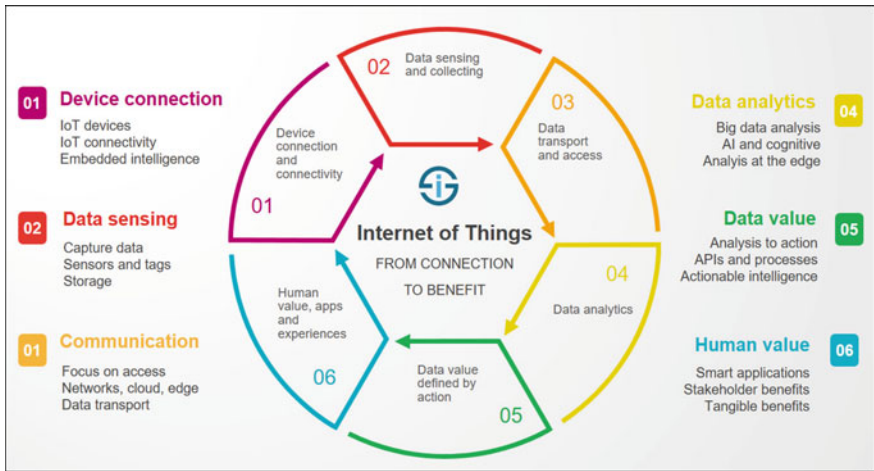 01 Device connection
IoT devices
IoT connectivity
Embedded intelligence
02 Data sensing
Capture data
Sensors and tags
Storage
01 Communication
Focus on access
Networks, cloud, edge
Data transport
02 Data sensing
and collecting
03
Data
transport
and access
Device
connection
and
connectivity
01
S i G
Internet of Things
FROM CONNECTION
TO BENEFIT
04
Data analytics
Human
value, apps
and
experiences
06
Data value
defined by
action
05
Data analytics 04
Big data analysis
AI and cognitive
Analyis at the edge
Data value 05
Analysis to action
APIs and processes
Actionable intelligence
Human value 06
Smart applications
Stakeholder benefits
Tangible benefits